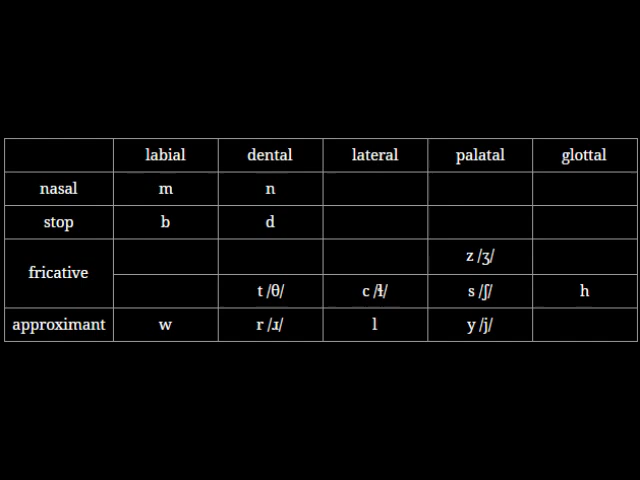 labial dental lateral palatal glottal
nasal m n
stop b d
fricative z /ʒ/
t /θ/ c /ɬ/ s /ʃ/ h
approximant w r /ɹ/ l y /j/